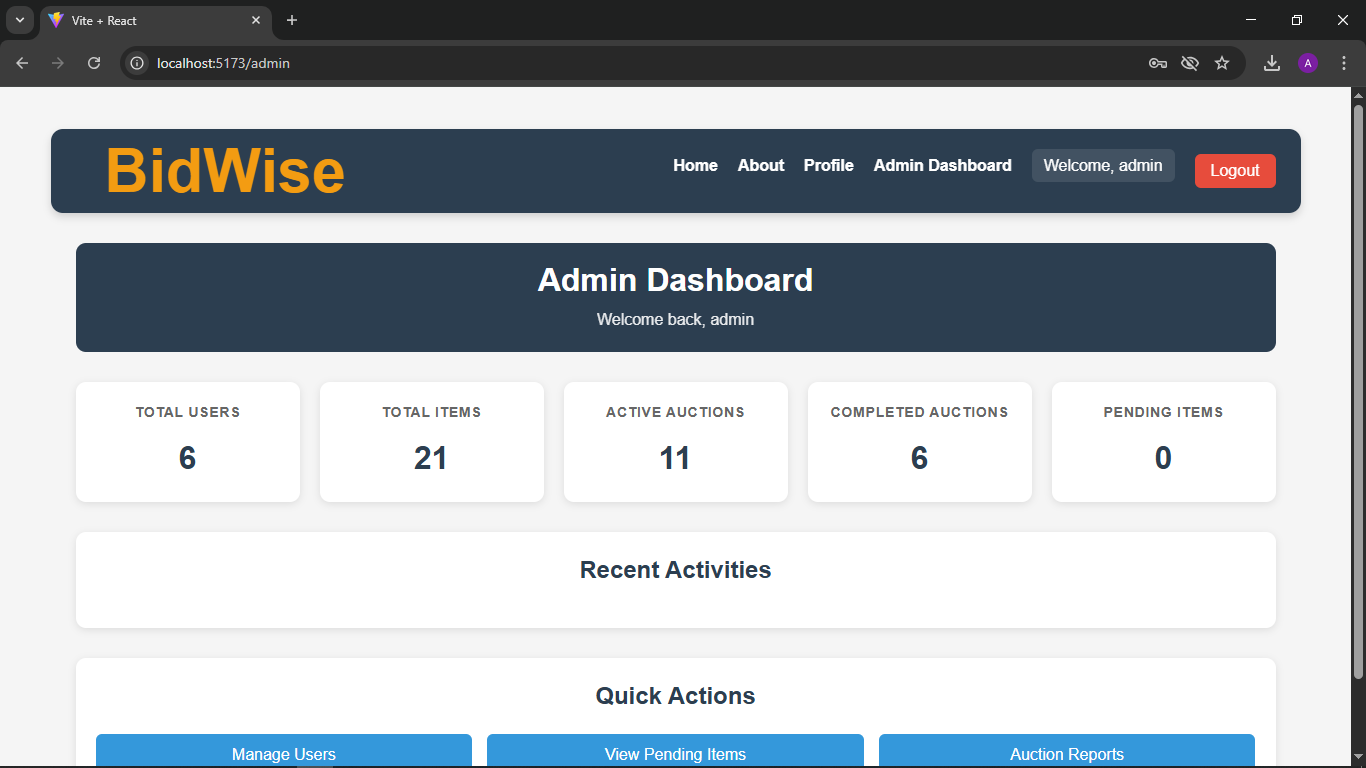 Vite + React
localhost:5173/admin
A
BidWise
Home About Profile Admin Dashboard Welcome, admin Logout
Admin Dashboard
Welcome back, admin
TOTAL USERS TOTAL ITEMS ACTIVE AUCTIONS COMPLETED AUCTIONS PENDING ITEMS
6 21 11 6 0
Recent Activities
Quick Actions
Manage Users View Pending Items Auction Reports